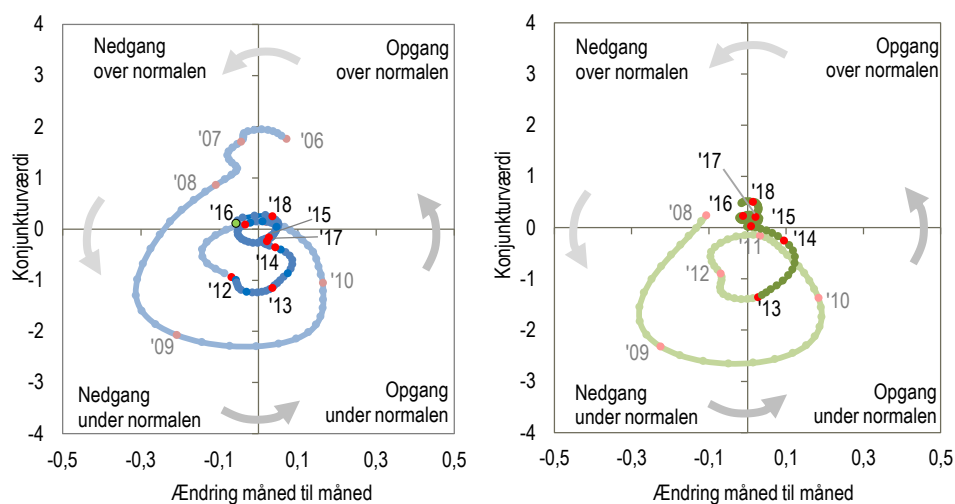 4
3
2
1
0
-1
-2
-3
-4
Konjunkturværdi
Nedgang
over normalen
Opgang
over normalen
'07
'06
'08
'16
'18
'15
'17
'14
'12
'13
'10
'09
Nedgang
under normalen
Opgang
under normalen
-0,5
-0,3
-0,1
0,1
0,3
0,5
Ændring måned til måned
4
3
2
1
0
-1
-2
-3
-4
Konjunkturværdi
Nedgang
over normalen
Opgang
over normalen
'17
'18
'16
'08
'15
'14
'11
'12
'13
'10
'09
Nedgang
under normalen
Opgang
under normalen
-0,5
-0,3
-0,1
0,1
0,3
0,5
Ændring måned til måned